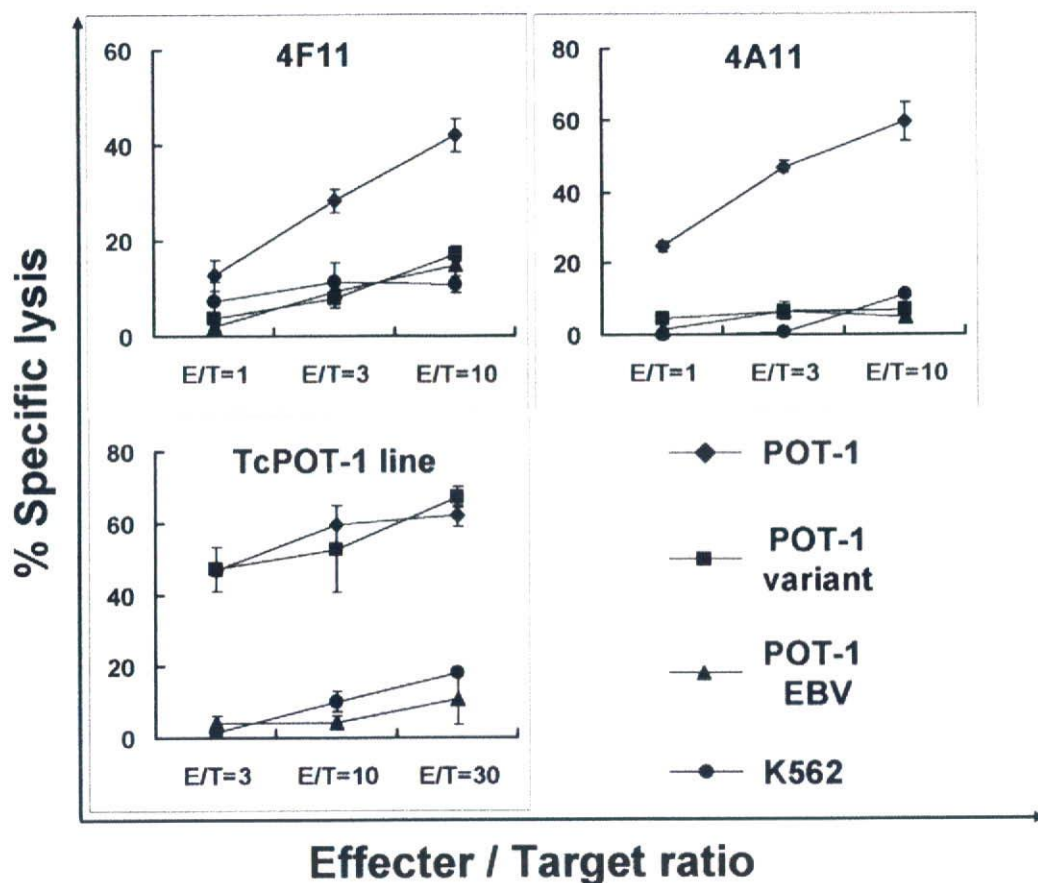 % Specific lysis
4F11
60
40
20
0
E/T=1 E/T=3 E/T=10
4A11
80
60
40
20
0
E/T=1 E/T=3 E/T=10
TcPOT-1 line
80
60
40
20
0
E/T=3 E/T=10 E/T=30
POT-1
POT-1
variant
POT-1
EBV
K562
Effecter / Target ratio